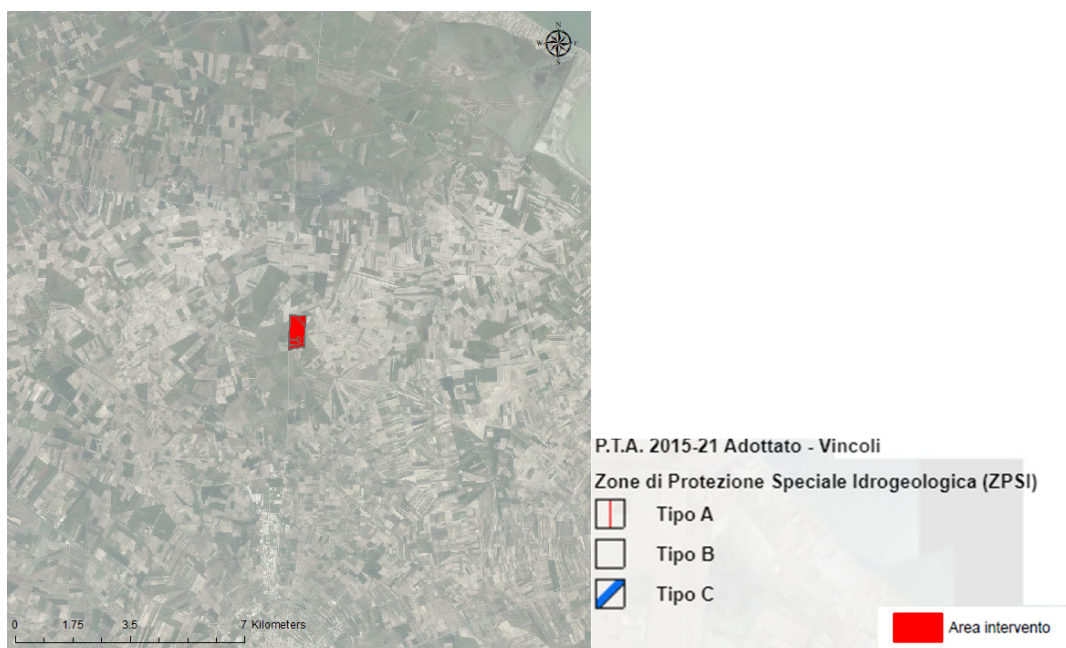 N
W E
S
P.T.A. 2015-21 Adottato - Vincoli
Zone di Protezione Speciale Idrogeologica (ZPSI)
Tipo A
Tipo B
Tipo C
0 1.75 3.5 7 Kilometers
Area intervento